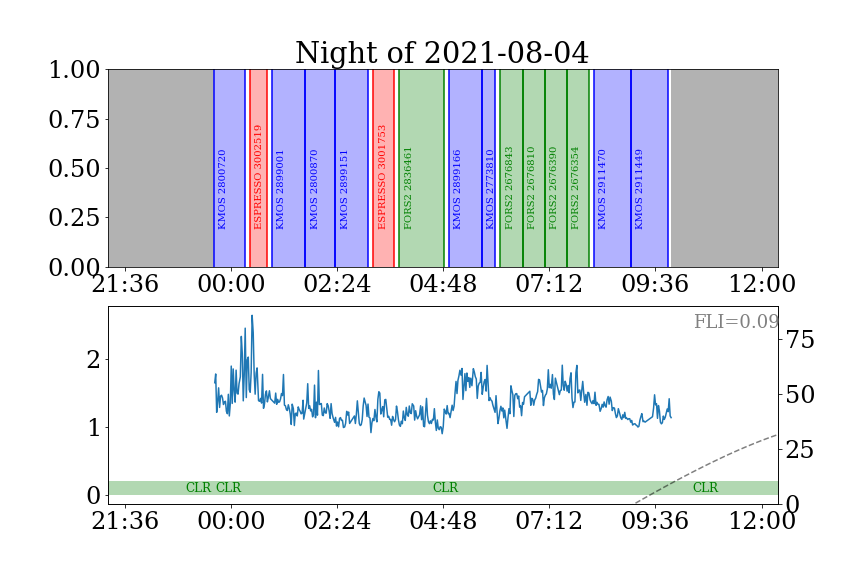 Night of 2021-08-04
1.00
0.75
0.50
0.25
0.00
KMOS 2800720
ESPRESSO 3002519
KMOS 2899001
KMOS 2800870
KMOS 2899151
ESPRESSO 3001753
FORS2 2836461
KMOS 2899166
KMOS 2773810
FORS2 2676843
FORS2 2676810
FORS2 2676390
FORS2 2676354
KMOS 2911470
KMOS 2911449
21:36 00:00 02:24 04:48 07:12 09:36 12:00
FLI=0.09
2
1
0
75
50
25
0
CLR CLR CLR CLR
21:36 00:00 02:24 04:48 07:12 09:36 12:00